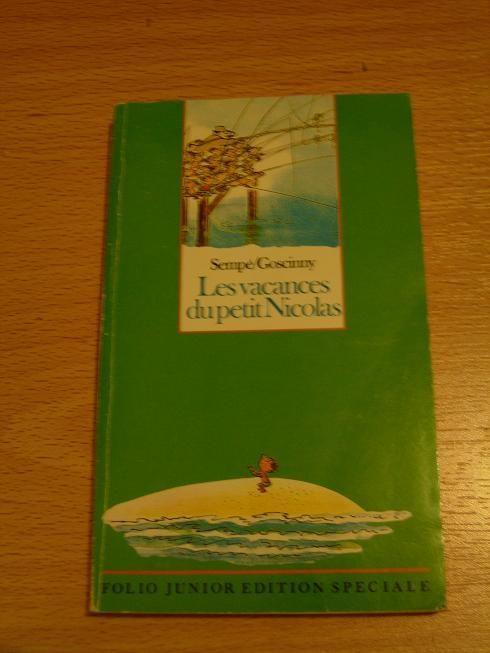 Sempé/Goscinny
Les vacances
du petit Nicolas
FOLIO JUNIOR EDITION SPECIALE